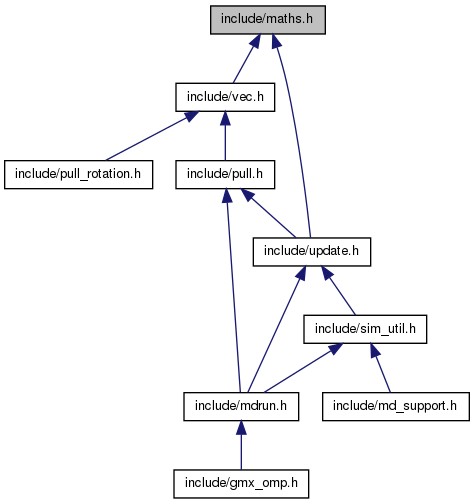 include/maths.h
include/vec.h
include/pull_rotation.h
include/pull.h
include/update.h
include/sim_util.h
include/mdrun.h
include/md_support.h
include/gmx_omp.h